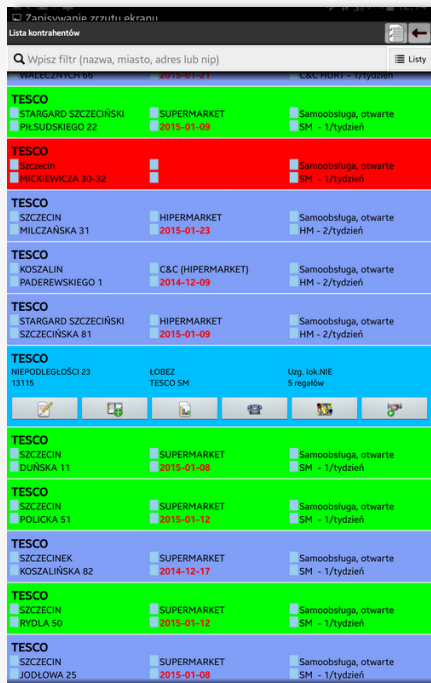 Zapisywanie zrzutu ekranu
Lista kontrahentów
Wpisz filtr (nazwa, miasto, adres lub nip)
Listy
WAŁECZNYCH 66 2015-01-21 C&C HURT - 1/tydzień
TESCO
STARGARD SZCZECIŃSKI SUPERMARKET Samoobsługa, otwarte
PIŁSUDSKIEGO 22 2015-01-09 SM - 1/tydzień
TESCO
Szczecin Samoobsługa, otwarte
MICKIEWICZA 30-32 SM - 1/tydzień
TESCO
SZCZECIN HIPERMARKET Samoobsługa, otwarte
MILCZAŃSKA 31 2015-01-23 HM - 2/tydzień
TESCO
KOSZALIN C&C (HIPERMARKET) Samoobsługa, otwarte
PADEREWSKIEGO 1 2014-12-09 HM - 2/tydzień
TESCO
STARGARD SZCZECIŃSKI HIPERMARKET Samoobsługa, otwarte
SZCZECIŃSKA 81 2015-01-09 HM - 2/tydzień
TESCO
NIEPODLEGŁOŚCI 23 ŁOBEZ Uzg. lok.NIE
13115 TESCO SM 5 regałów
TESCO
SZCZECIN SUPERMARKET Samoobsługa, otwarte
DUŃSKA 11 2015-01-08 SM - 1/tydzień
TESCO
SZCZECIN SUPERMARKET Samoobsługa, otwarte
POLICKA 51 2015-01-12 SM - 1/tydzień
TESCO
SZCZECINEK SUPERMARKET Samoobsługa, otwarte
KOSZALIŃSKA 82 2014-12-17 SM - 1/tydzień
TESCO
SZCZECIN SUPERMARKET Samoobsługa, otwarte
RYDLA 50 2015-01-12 SM - 1/tydzień
TESCO
SZCZECIN SUPERMARKET Samoobsługa, otwarte
JODŁOWA 25 2015-01-08 SM - 1/tydzień